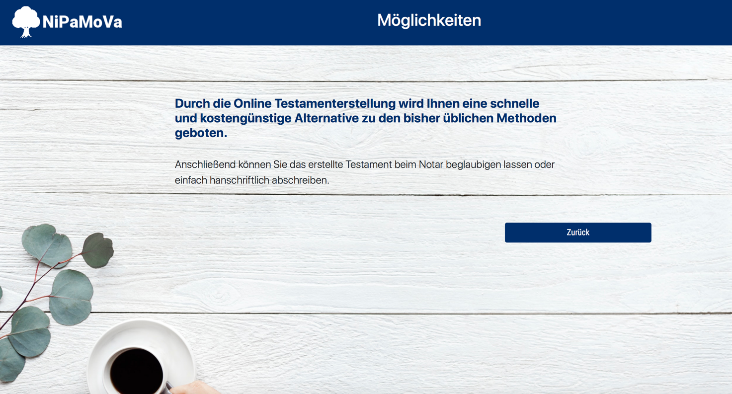 NiPaMoVa
Möglichkeiten
Durch die Online Testamenterstellung wird Ihnen eine schnelle
und kostengünstige Alternative zu den bisher üblichen Methoden
geboten.
Anschließend können Sie das erstellte Testament beim Notar beglaubigen lassen oder
einfach hanschriftlich abschreiben.
Zurück